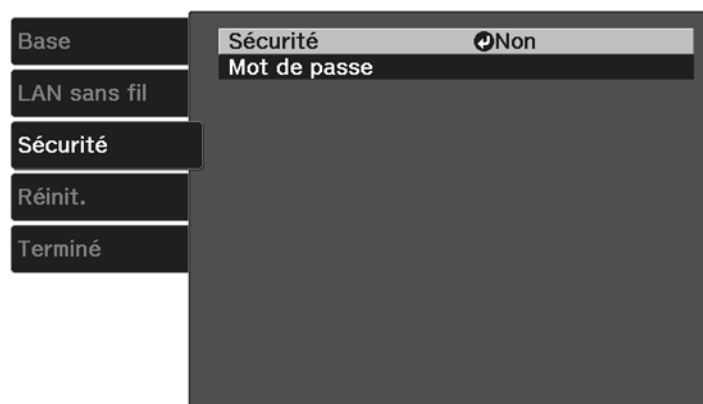 Base
LAN sans fil
Sécurité
Réinit.
Terminé
Sécurité Non
Mot de passe